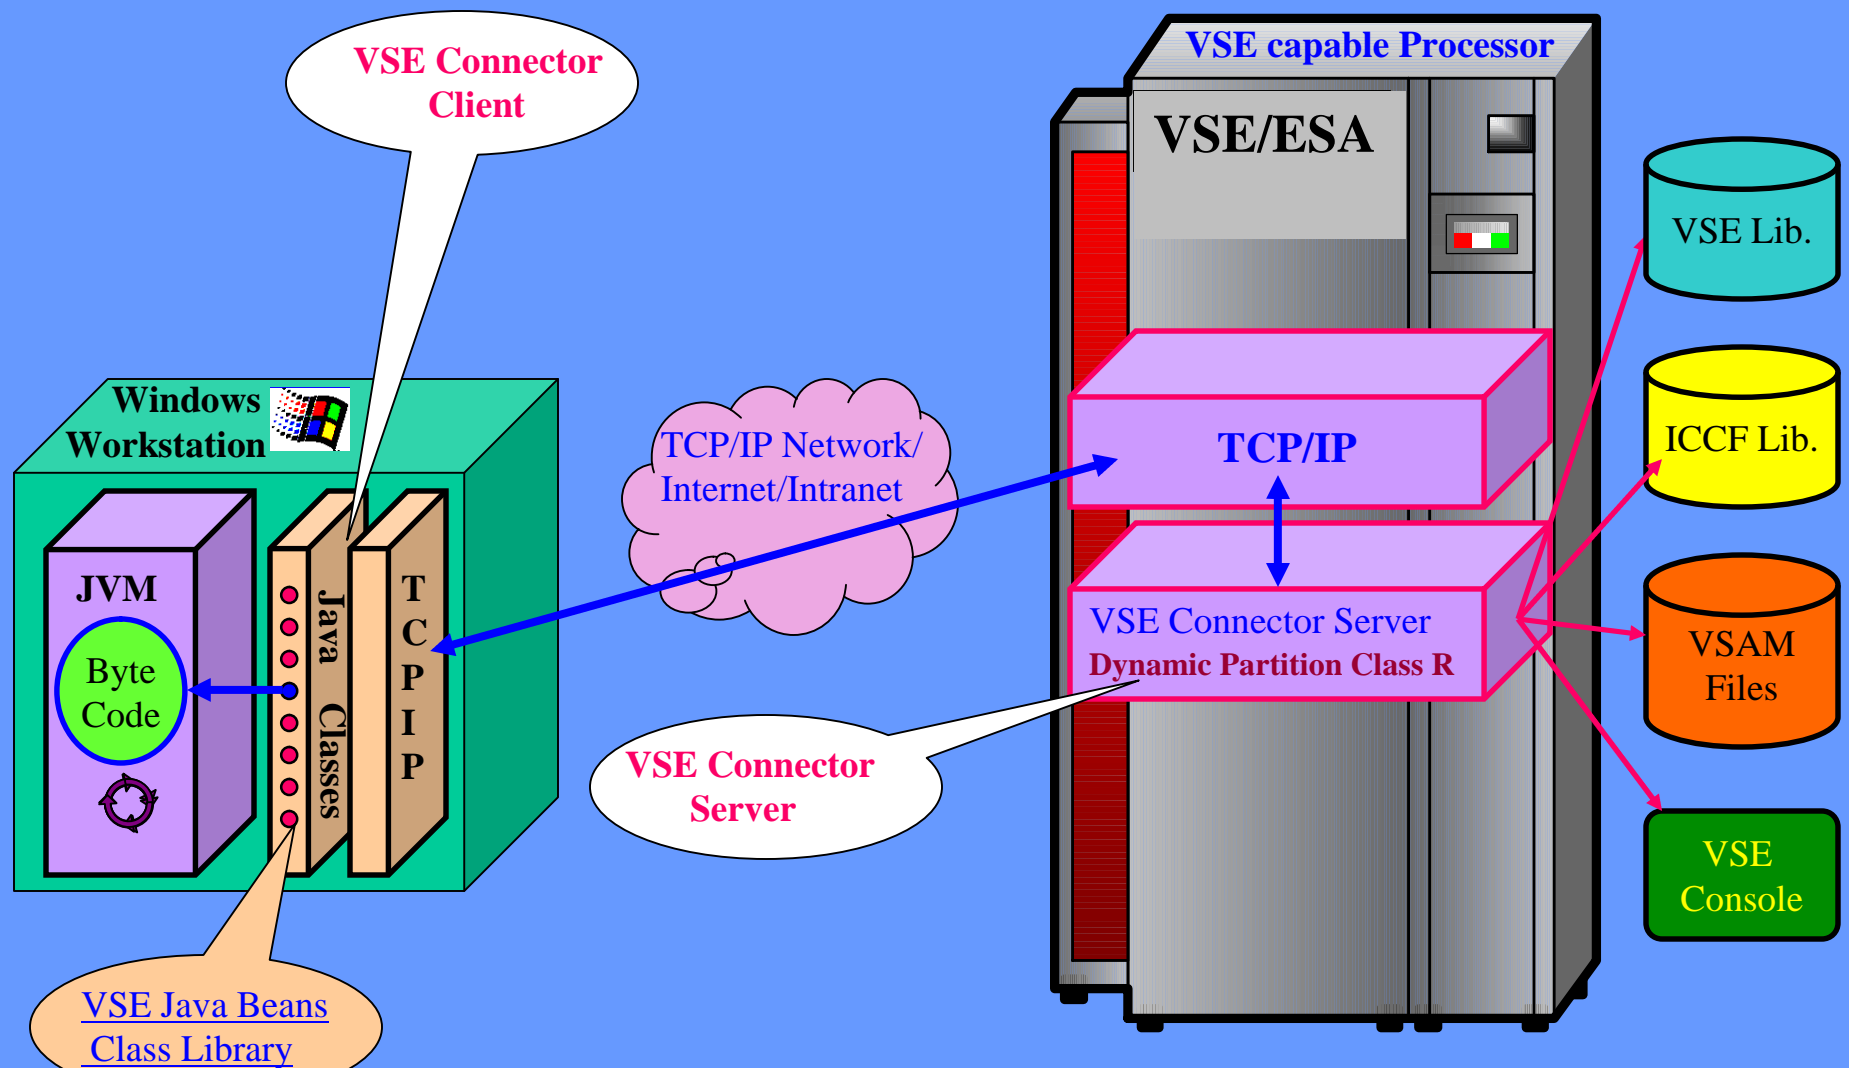 VSE Connector
Client
VSE capable Processor
VSE/ESA
VSE Lib.
ICCF Lib.
VSAM
Files
VSE
Console
Windows
Workstation
JVM
Byte
Code
Java Classes
TCPIP
TCP/IP Network/
Internet/Intranet
TCP/IP
VSE Connector Server
Dynamic Partition Class R
VSE Connector
Server
VSE Java Beans
Class Library